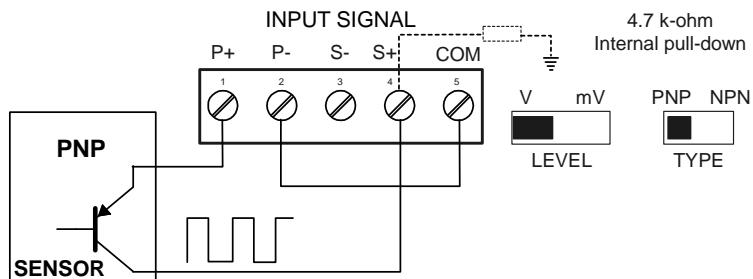 INPUT SIGNAL
4.7 k-ohm
Internal pull-down
P+ P- S- S+ COM
1 2 3 4 5
V mV
PNP NPN
LEVEL
TYPE
PNP
SENSOR